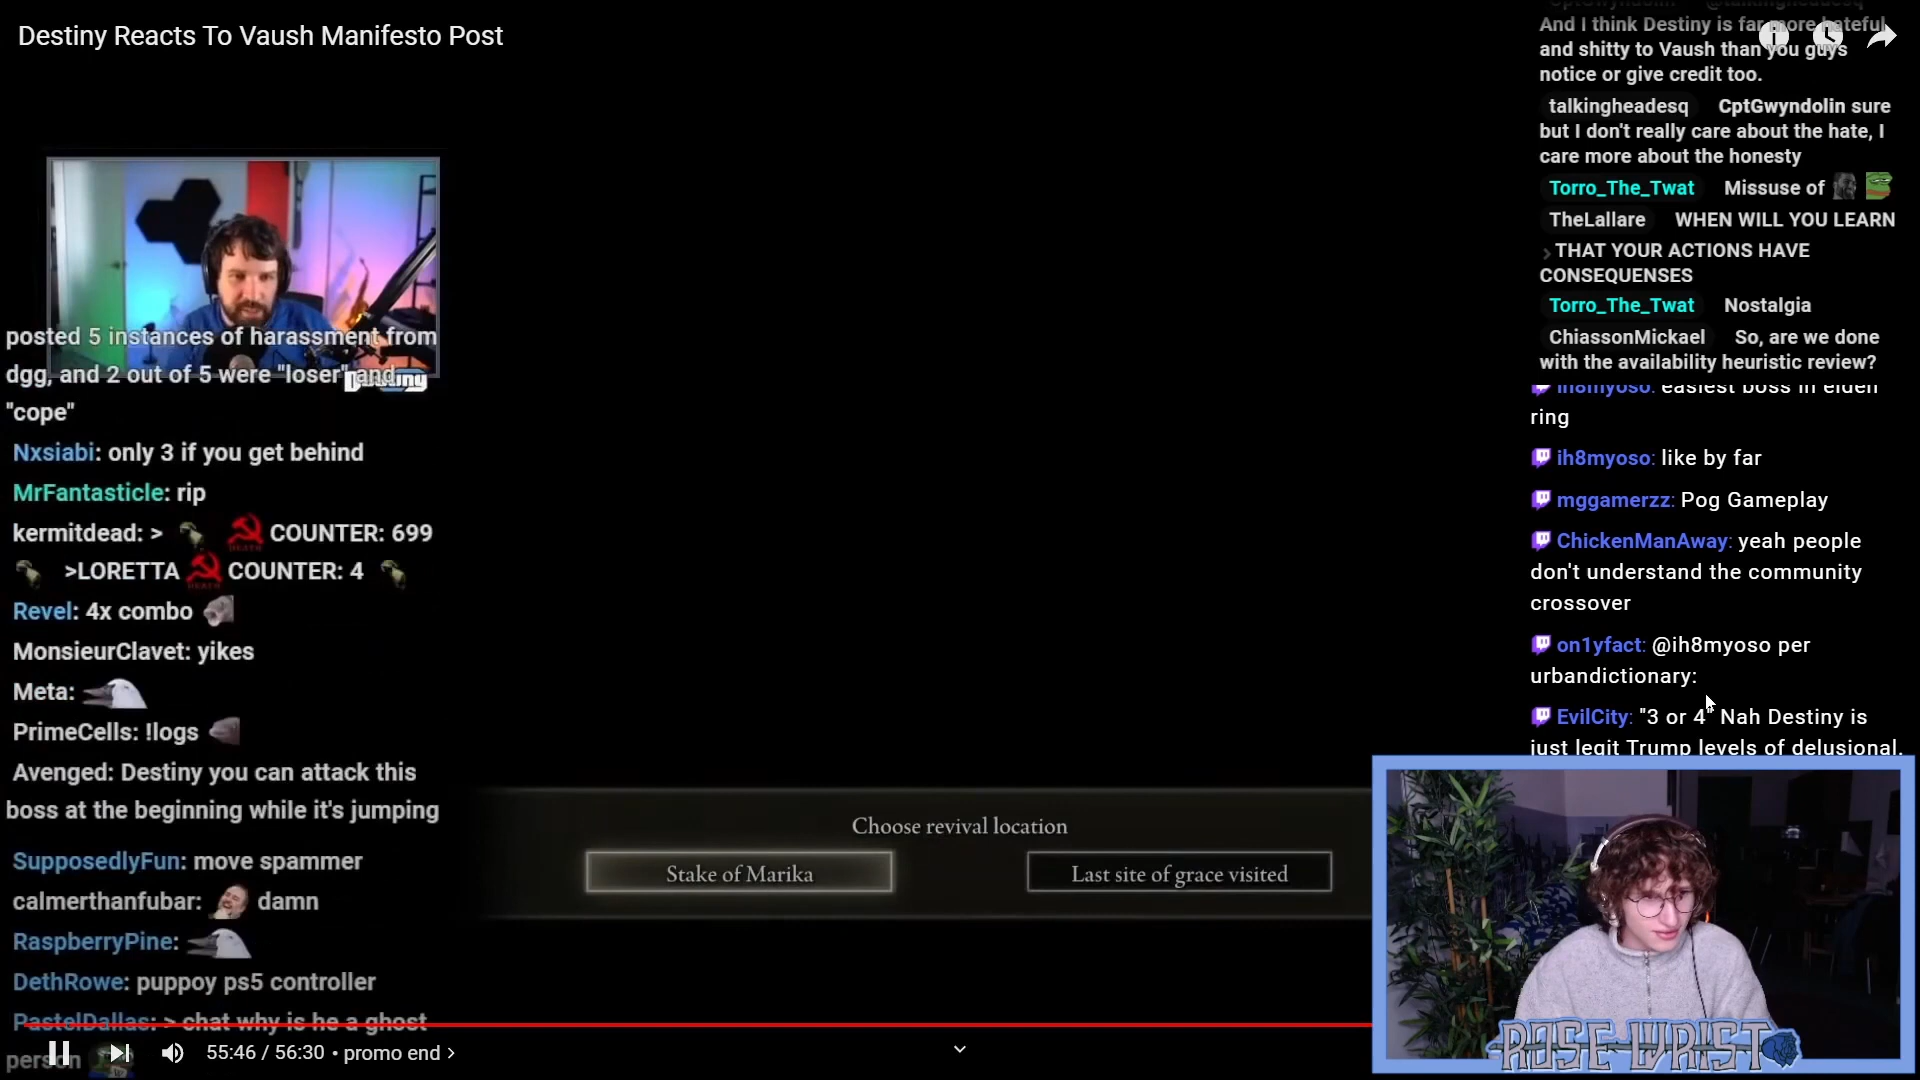 Destiny Reacts To Vaush Manifesto Post
posted 5 instances of harassment from
dgg, and 2 out of 5 were "loser" and
"cope"
Nxsiabi: only 3 if you get behind
MrFantasticle: rip
kermitdead: > COUNTER: 699
>LORETTA COUNTER: 4
Revel: 4x combo
MonsieurClavet: yikes
Meta:
PrimeCells: !logs
Avenged: Destiny you can attack this
boss at the beginning while it's jumping
SupposedlyFun: move spammer
calmerthanfubar: damn
RaspberryPine:
DethRowe: puppoy ps5 controller
PastelDallas: > chat why is he a ghost
person
55:46 / 56:30 • promo end >
Choose revival location
Stake of Marika
Last site of grace visited
And I think Destiny is far more hateful
and shitty to Vaush than you guys
notice or give credit too.
talkingheadesq CptGwyndolin sure
but I don't really care about the hate, I
care more about the honesty
Torro_The_Twat Missuse of
TheLallare WHEN WILL YOU LEARN
THAT YOUR ACTIONS HAVE
CONSEQUENSES
Torro_The_Twat Nostalgia
ChiassonMickael So, are we done
with the availability heuristic review?
ih8myoso: easiest boss in elden
ring
ih8myoso: like by far
mggamerzz: Pog Gameplay
ChickenManAway: yeah people
don't understand the community
crossover
on1yfact: @ih8myoso per
urbandictionary:
EvilCity: "3 or 4" Nah Destiny is
just legit Trump levels of delusional.
ROSE WRIST